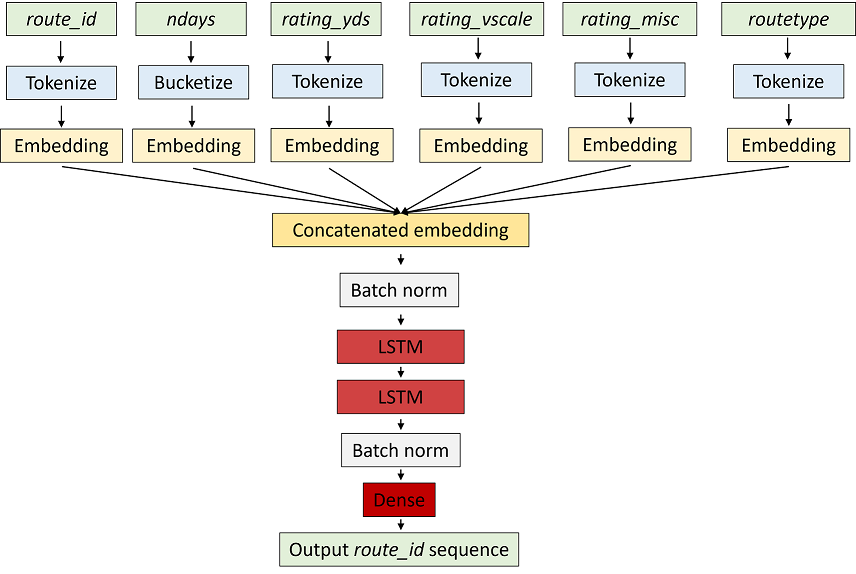 route_id ndays rating_yds rating_vscale rating_misc routetype
Tokenize Bucketize Tokenize Tokenize Tokenize Tokenize
Embedding Embedding Embedding Embedding Embedding Embedding
Concatenated embedding
Batch norm
LSTM
LSTM
Batch norm
Dense
Output route_id sequence